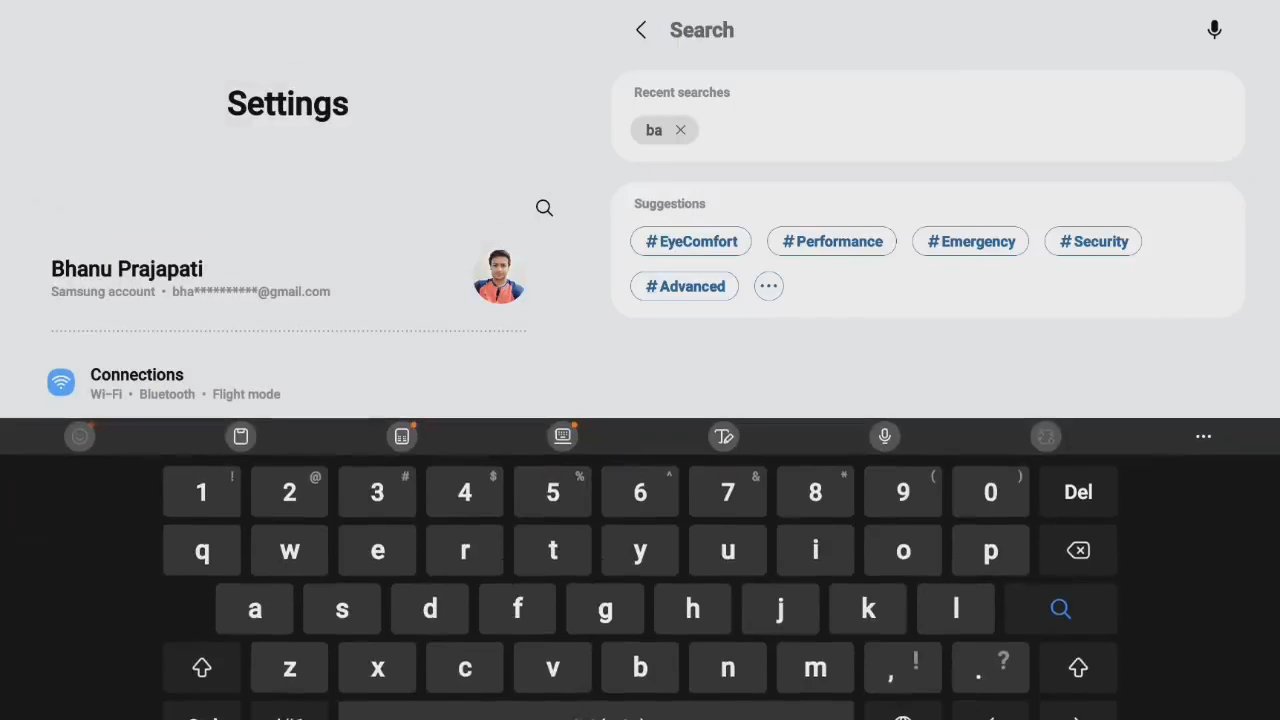 Settings
Bhanu Prajapati
Samsung account • bha**********@gmail.com
Connections
Wi-Fi • Bluetooth • Flight mode
Search
Recent searches
ba
Suggestions
#EyeComfort #Performance #Emergency #Security
#Advanced
1 ! 2 @ 3 # 4 $ 5 % 6 ^ 7 & 8 * 9 ( 0 ) Del
q w e r t y u i o p
a s d f g h j k l
z x c v b n m , ! . ?